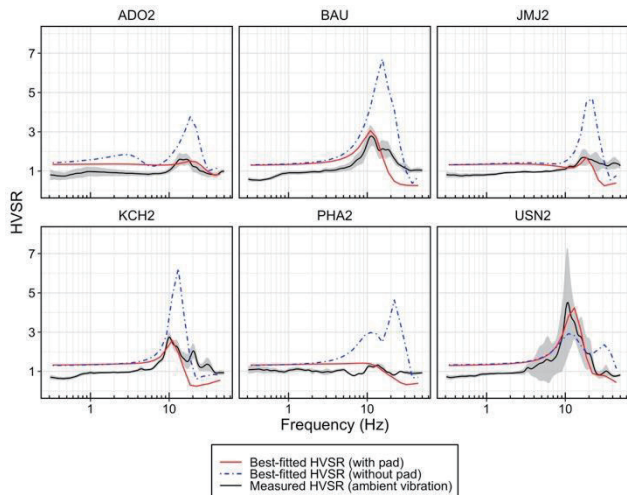 ADO2 BAU JMJ2
7
5
3
1
KCH2 PHA2 USN2
HVSR
7
5
3
1
1 10 1 10 1 10
Frequency (Hz)
Best-fitted HVSR (with pad)
Best-fitted HVSR (without pad)
Measured HVSR (ambient vibration)